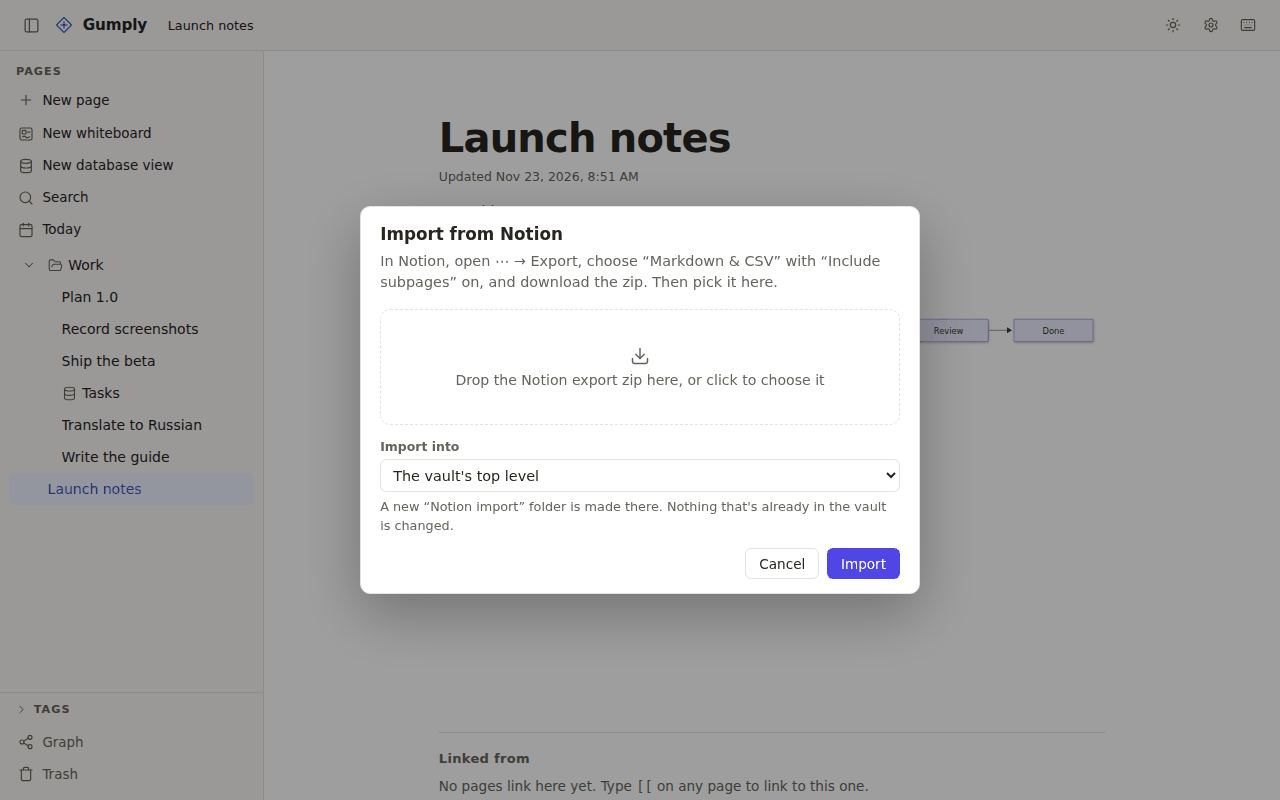 Gumply
Launch notes
PAGES
New page
New whiteboard
New database view
Search
Today
Work
Plan 1.0
Record screenshots
Ship the beta
Tasks
Translate to Russian
Write the guide
Launch notes
TAGS
Graph
Trash
Launch notes
Updated Nov 23, 2026, 8:51 AM
Review
Done
Import from Notion
In Notion, open ··· → Export, choose “Markdown & CSV” with “Include
subpages” on, and download the zip. Then pick it here.
Drop the Notion export zip here, or click to choose it
Import into
The vault's top level
A new “Notion import” folder is made there. Nothing that's already in the vault
is changed.
Cancel
Import
Linked from
No pages link here yet. Type [[ on any page to link to this one.